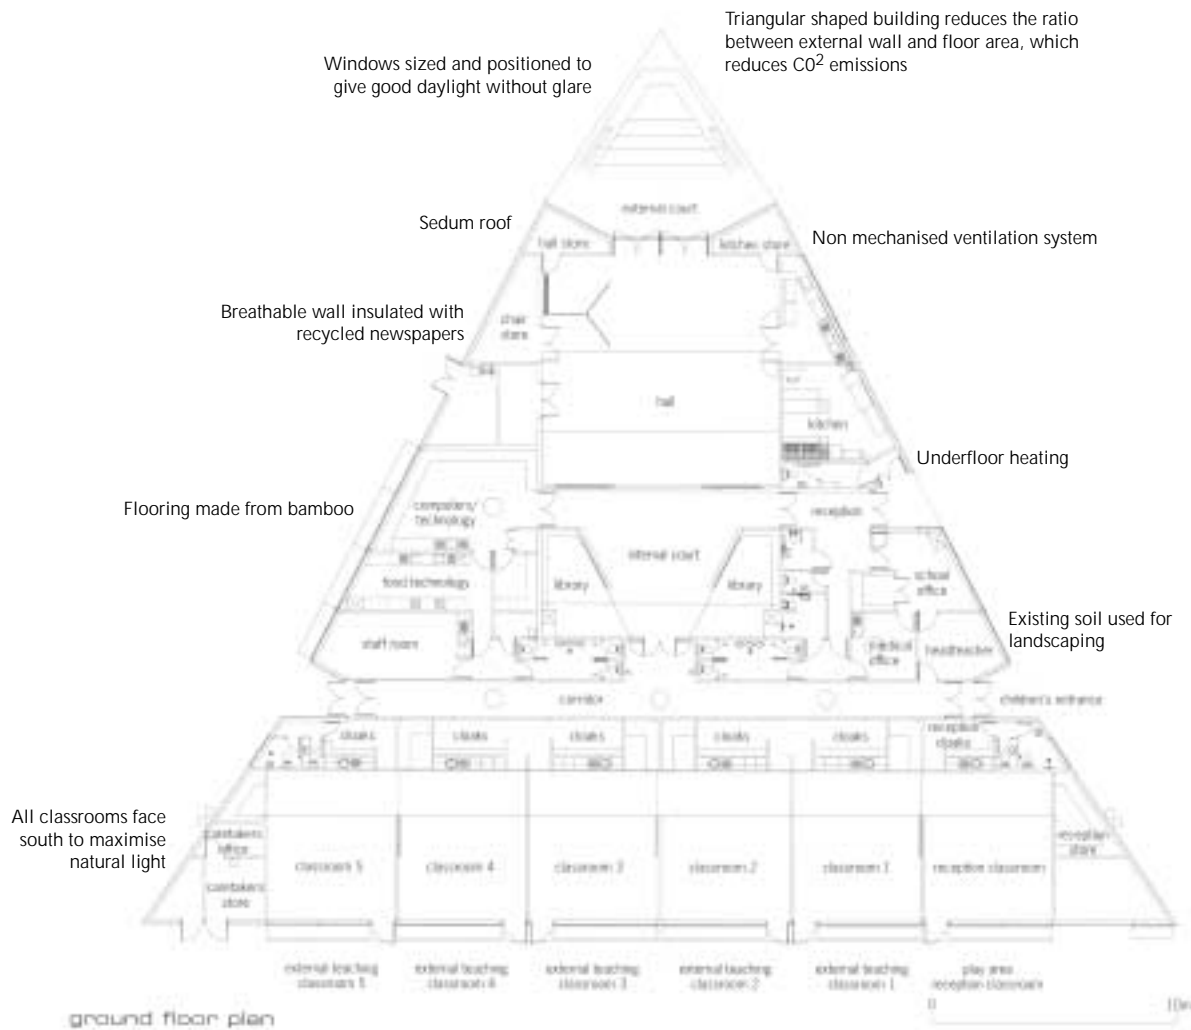 Triangular shaped building reduces the ratio
between external wall and floor area, which
reduces C0² emissions
Windows sized and positioned to
give good daylight without glare
external court
Sedum roof
hall store
kitchen store
Non mechanised ventilation system
Breathable wall insulated with
recycled newspapers
chair
store
hall
kitchen
Underfloor heating
Flooring made from bamboo
computers/
technology
reception
internal court
library
library
food technology
school
office
Existing soil used for
landscaping
staff room
medical
office
headteacher
corridor
children's entrance
cloaks
cloaks
cloaks
cloaks
cloaks
reception
cloaks
All classrooms face
south to maximise
natural light
caretakers
office
reception
store
classroom 5
classroom 4
classroom 3
classroom 2
classroom 1
reception classroom
caretakers
store
external teaching
classroom 5
external teaching
classroom 4
external teaching
classroom 3
external teaching
classroom 2
external teaching
classroom 1
play area
reception classroom
0
10m
ground floor plan